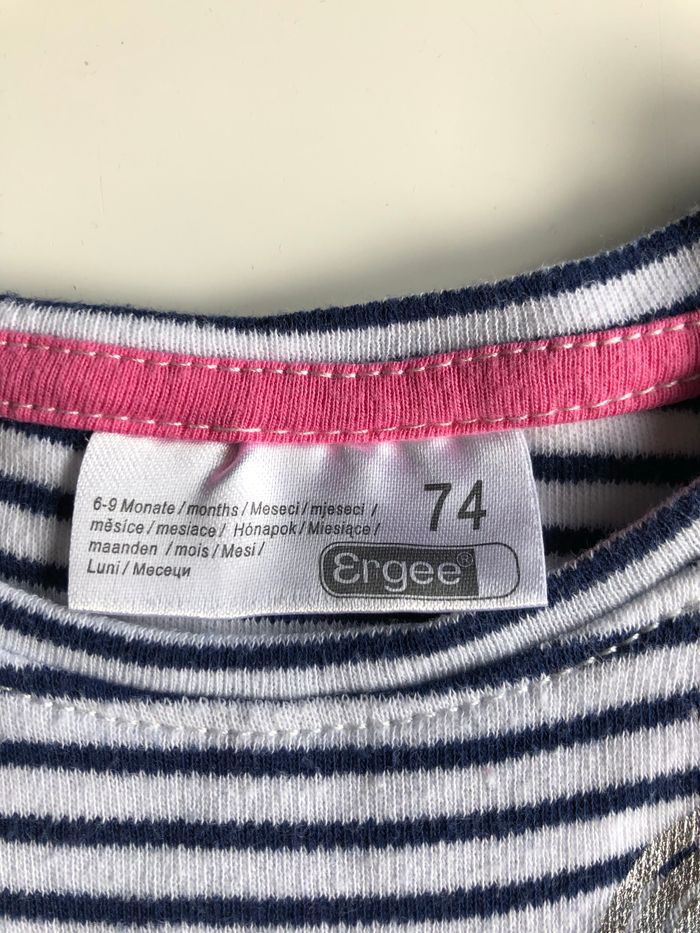 6-9 Monate / months / Meseci / mjeseci /
měsíce / mesiace / Hónapok / Miesiące /
maanden / mois / Mesi /
Luni / Месеци
74
Ergee®